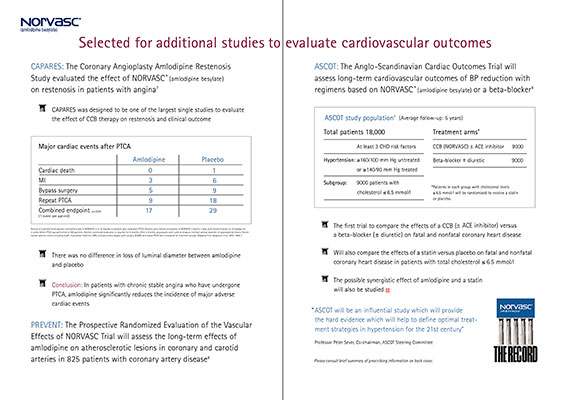 NORVASC®
(amlodipine besylate)
Selected for additional studies to evaluate cardiovascular outcomes
CAPARES: The Coronary Angioplasty Amlodipine Restenosis
Study evaluated the effect of NORVASC® (amlodipine besylate)
on restenosis in patients with angina⁷
CAPARES was designed to be one of the largest single studies to evaluate
the effect of CCB therapy on restenosis and clinical outcome
Major cardiac events after PTCA
Amlodipine Placebo
Cardiac death 0 1
MI 3 6
Bypass surgery 5 9
Repeat PTCA 9 18
Combined endpoint 17 29
(1 event per patient)
There was no difference in loss of luminal diameter between amlodipine
and placebo
Conclusion: In patients with chronic stable angina who have undergone
PTCA, amlodipine significantly reduces the incidence of major adverse
cardiac events
PREVENT: The Prospective Randomized Evaluation of the Vascular
Effects of NORVASC Trial will assess the long-term effects of
amlodipine on atherosclerotic lesions in coronary and carotid
arteries in 825 patients with coronary artery disease⁸
ASCOT: The Anglo-Scandinavian Cardiac Outcomes Trial will
assess long-term cardiovascular outcomes of BP reduction with
regimens based on NORVASC® (amlodipine besylate) or a beta-blocker⁹
ASCOT study population⁹ (Average follow-up: 5 years)
Total patients 18,000 Treatment arms*
At least 3 CHD risk factors CCB (NORVASC) ± ACE inhibitor 9000
Hypertension: ≥160/100 mm Hg untreated Beta-blocker ± diuretic 9000
or ≥140/90 mm Hg treated
Subgroup: 9000 patients with
cholesterol ≤6.5 mmol/l
*Patients in each group with cholesterol levels
≤6.5 mmol/l will be randomized to receive a statin
or placebo.
The first trial to compare the effects of a CCB (± ACE inhibitor) versus
a beta-blocker (± diuretic) on fatal and nonfatal coronary heart disease
Will also compare the effects of a statin versus placebo on fatal and nonfatal
coronary heart disease in patients with total cholesterol ≤6.5 mmol/l
The possible synergistic effect of amlodipine and a statin
will also be studied
"ASCOT will be an influential study which will provide
the hard evidence which will help to define optimal treat-
ment strategies in hypertension for the 21st century"
Professor Peter Sever, Co-chairman, ASCOT Steering Committee
Please consult brief summary of prescribing information on back cover.
NORVASC®
THE RECORD